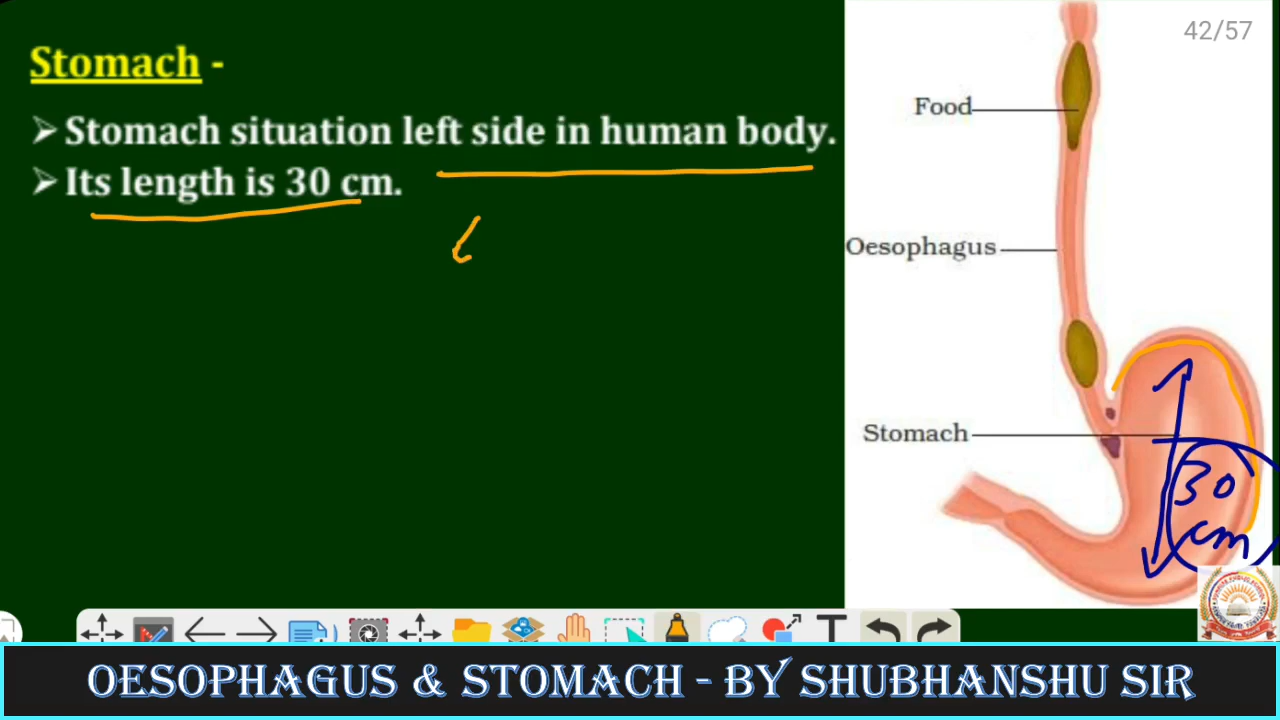 42/57
Stomach -
➢ Stomach situation left side in human body.
➢ Its length is 30 cm.
Food
Oesophagus
Stomach
30
cm
T
OESOPHAGUS & STOMACH - BY SHUBHANSHU SIR